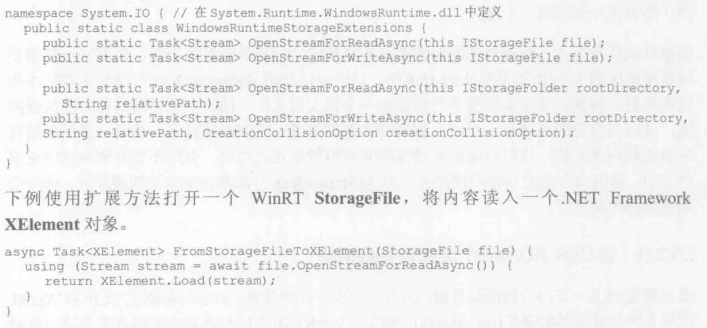 namespace System.IO { // 在 System.Runtime.WindowsRuntime.dll 中定义
public static class WindowsRuntimeStorageExtensions {
public static Task<Stream> OpenStreamForReadAsync(this IStorageFile file);
public static Task<Stream> OpenStreamForWriteAsync(this IStorageFile file);
public static Task<Stream> OpenStreamForReadAsync(this IStorageFolder rootDirectory,
String relativePath);
public static Task<Stream> OpenStreamForWriteAsync(this IStorageFolder rootDirectory,
String relativePath, CreationCollisionOption creationCollisionOption);
}
}
下例使用扩展方法打开一个 WinRT StorageFile，将内容读入一个.NET Framework
XElement 对象。
async Task<XElement> FromStorageFileToXElement(StorageFile file) {
using (Stream stream = await file.OpenStreamForReadAsync()) {
return XElement.Load(stream);
}
}